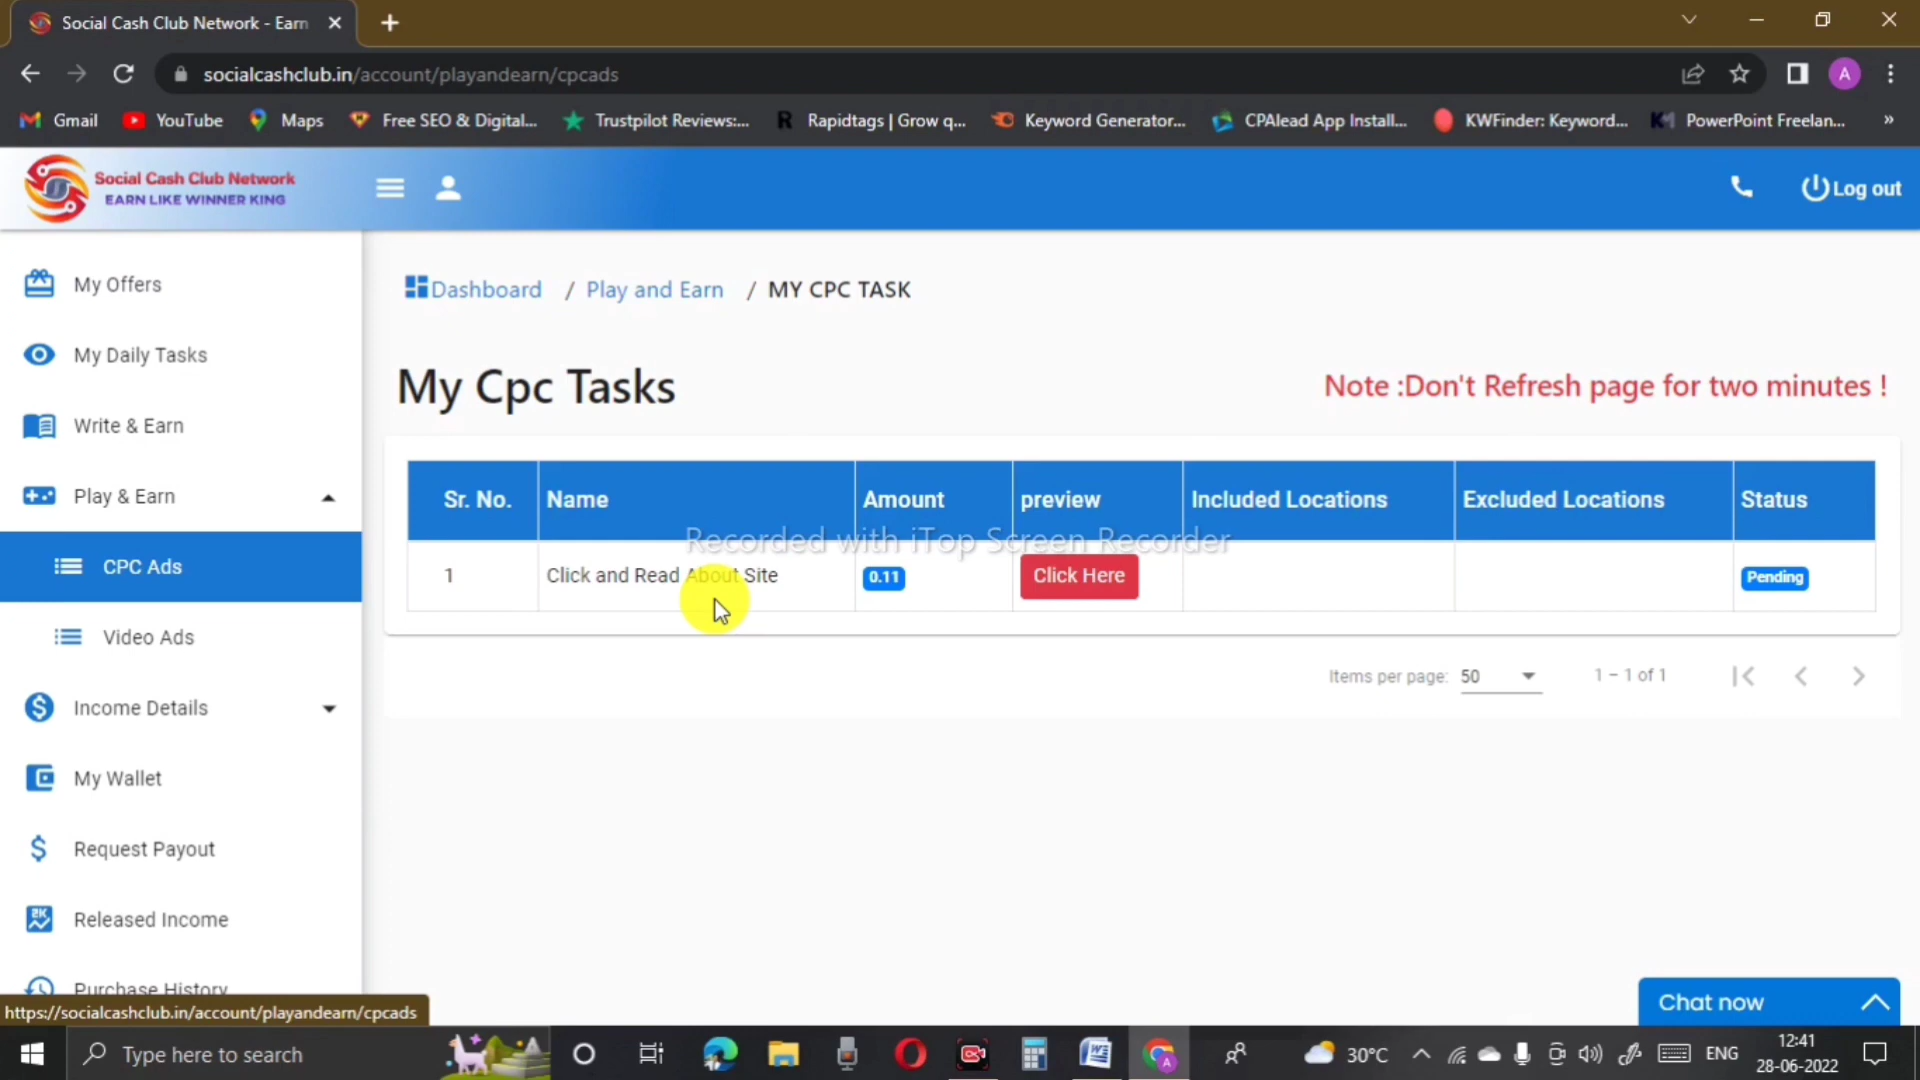 Social Cash Club Network - Earn
socialcashclub.in/account/playandearn/cpcads
Gmail YouTube Maps Free SEO & Digital... Trustpilot Reviews:... Rapidtags | Grow q... Keyword Generator... CPAlead App Install... KWFinder: Keyword... PowerPoint Freelan... »
Social Cash Club Network
EARN LIKE WINNER KING
Log out
My Offers
My Daily Tasks
Write & Earn
Play & Earn
CPC Ads
Video Ads
Income Details
My Wallet
Request Payout
Released Income
Purchase History
Dashboard / Play and Earn / MY CPC TASK
My Cpc Tasks
Note :Don't Refresh page for two minutes !
Sr. No. Name Amount preview Included Locations Excluded Locations Status
Recorded with iTop Screen Recorder
1 Click and Read About Site 0.11 Click Here Pending
Items per page: 50 1 – 1 of 1
Chat now
https://socialcashclub.in/account/playandearn/cpcads
Type here to search
30°C ENG 12:41
28-06-2022